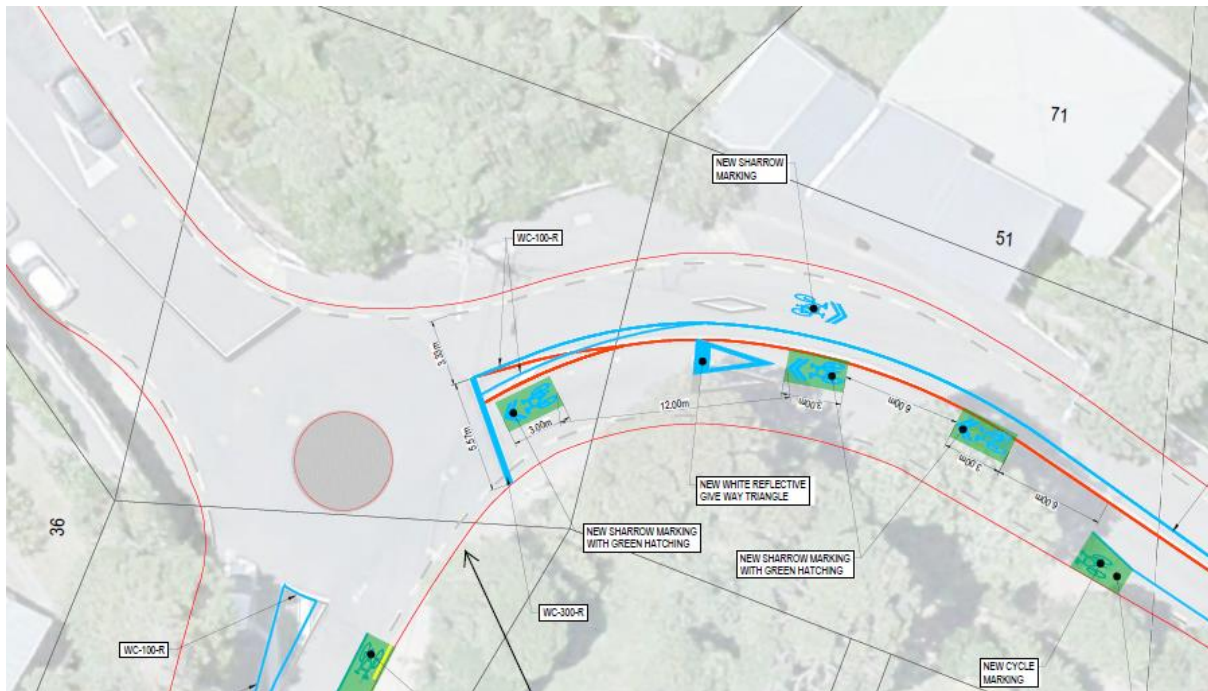 71
NEW SHARROW
MARKING
51
WC-100-R
3.30m
5.57m
3.00m
12.00m
3.00m
6.00m
3.00m
6.00m
NEW WHITE REFLECTIVE
GIVE WAY TRIANGLE
36
NEW SHARROW MARKING
WITH GREEN HATCHING
NEW SHARROW MARKING
WITH GREEN HATCHING
WC-300-R
WC-100-R
NEW CYCLE
MARKING